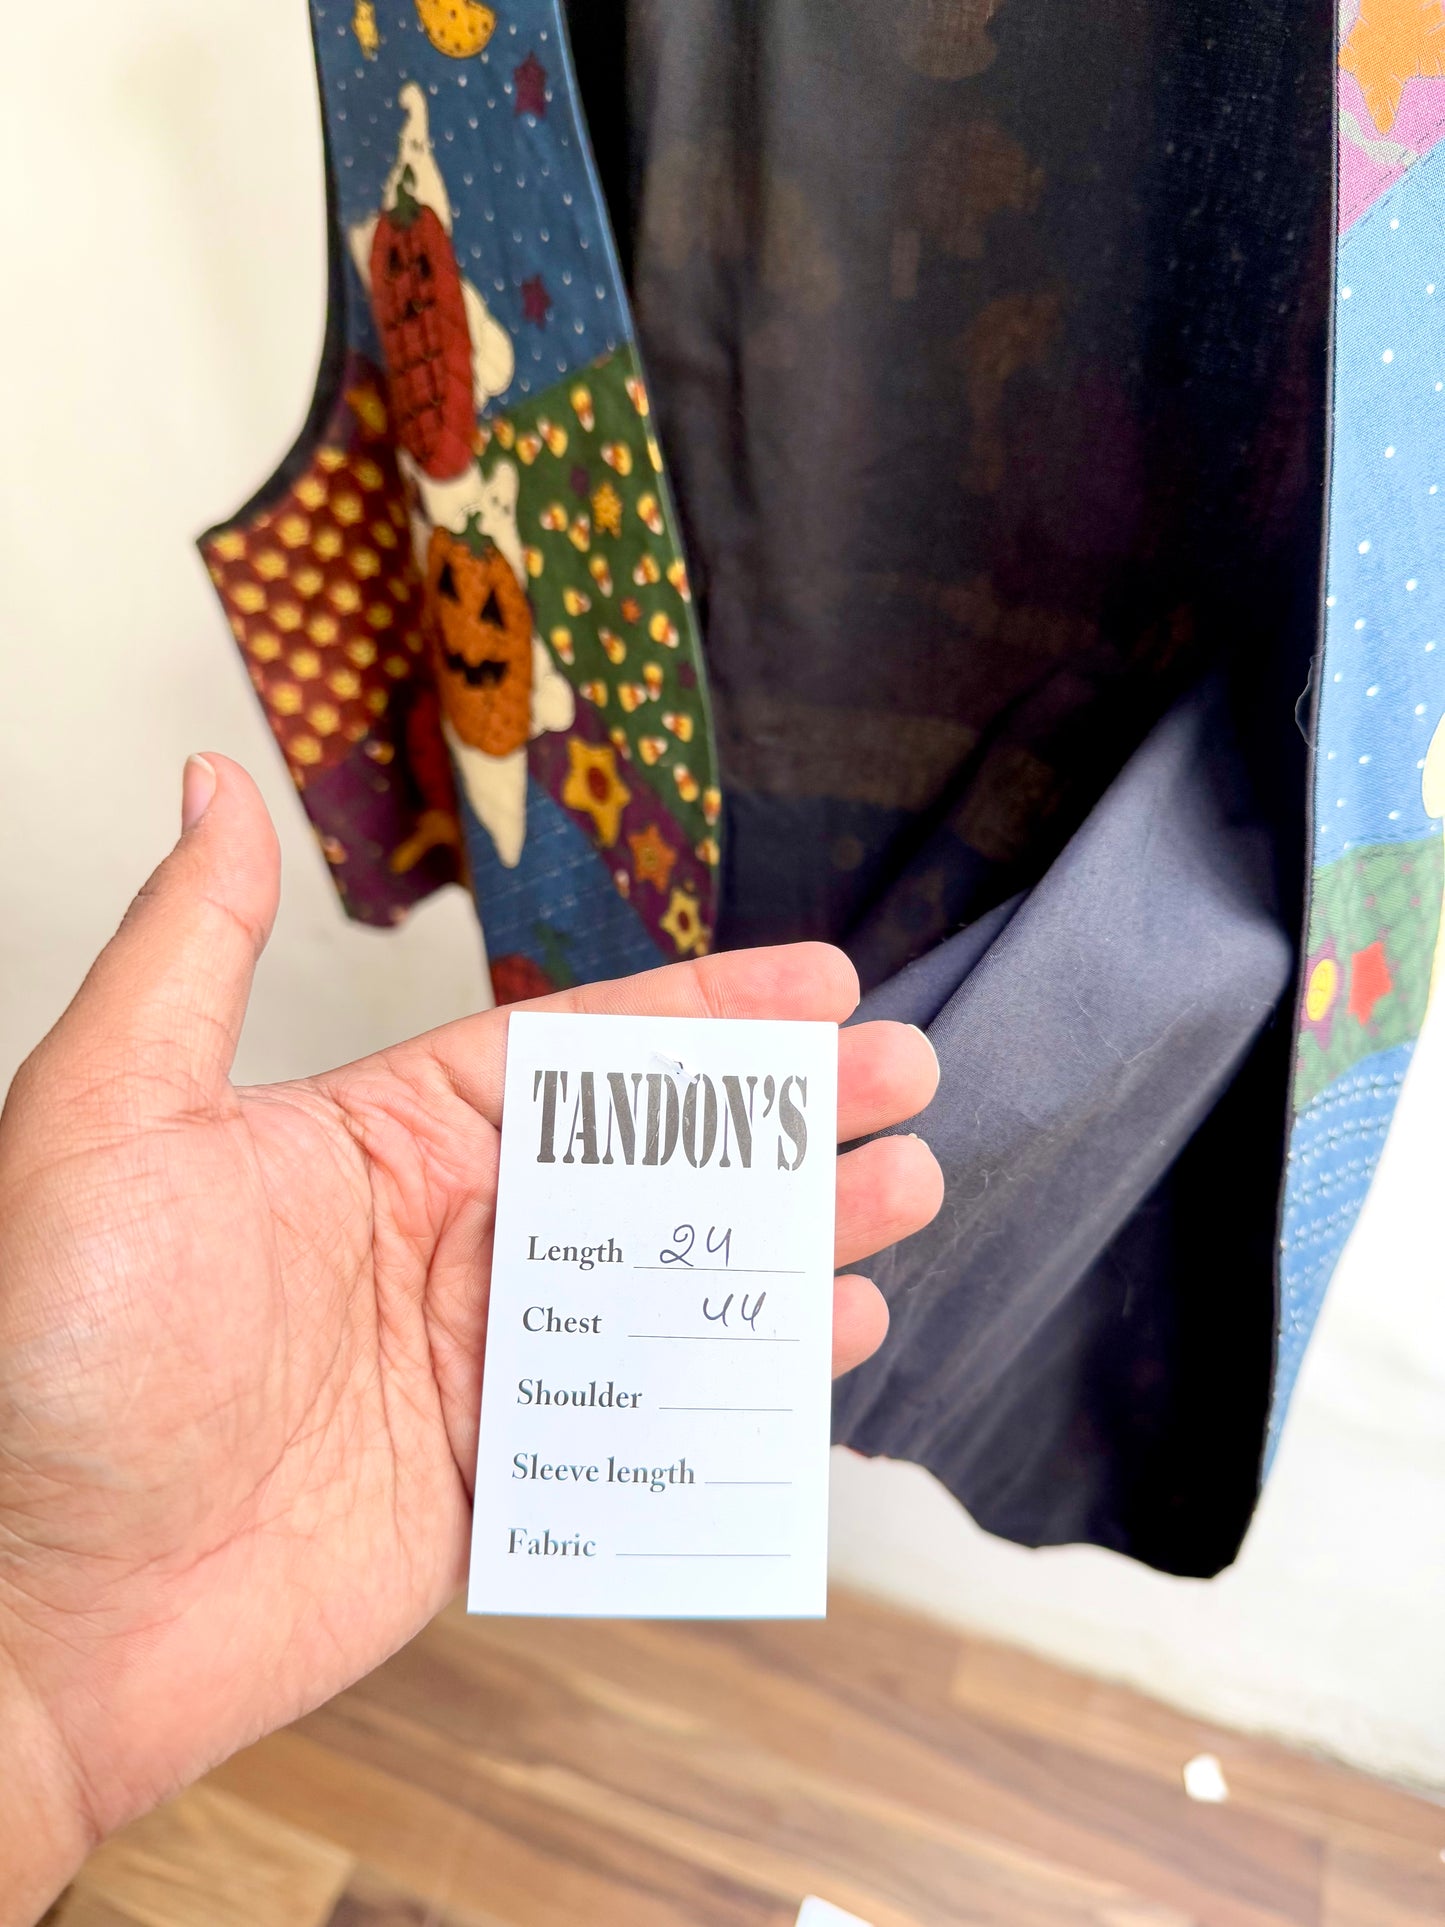 TANDON'S
Length 24
Chest 44
Shoulder
Sleeve length
Fabric